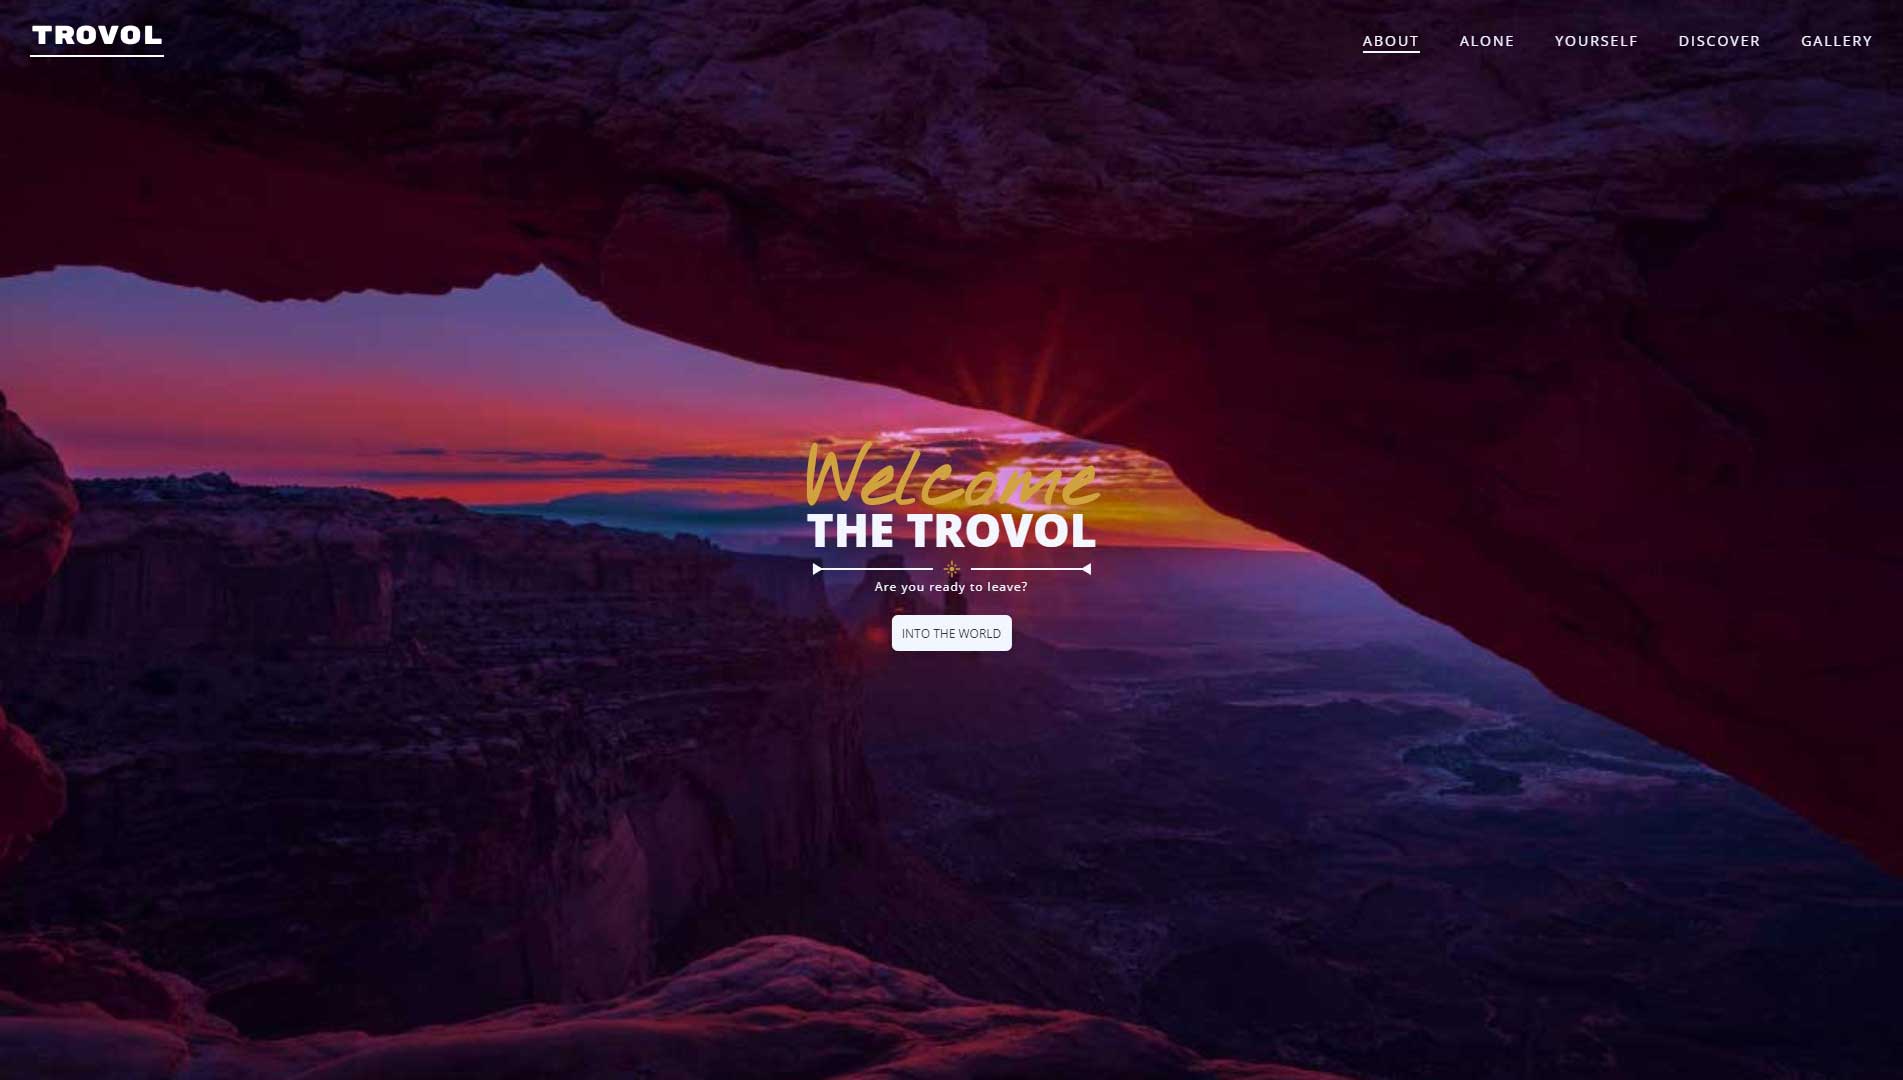 TROVOL
ABOUT ALONE YOURSELF DISCOVER GALLERY
Welcome
THE TROVOL
Are you ready to leave?
INTO THE WORLD